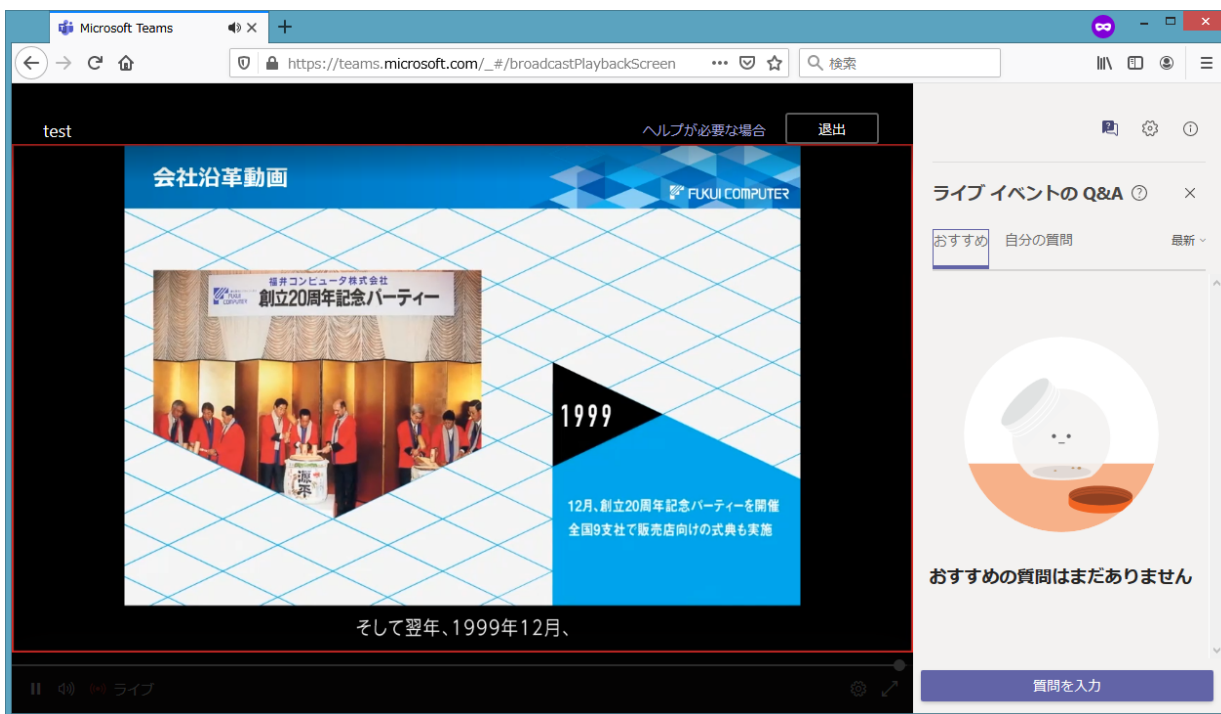 Microsoft Teams
https://teams.microsoft.com/_#/broadcastPlaybackScreen
検索
test
ヘルプが必要な場合
退出
会社沿革動画
FUKUI COMPUTER
福井コンピュータ株式会社
FUKUI COMPUTER
創立20周年記念パーティー
源平
1999
12月、創立20周年記念パーティーを開催
全国9支社で販売店向けの式典も実施
そして翌年、1999年12月、
ライブ
ライブ イベントの Q&A
おすすめ
自分の質問
最新
おすすめの質問はまだありません
質問を入力